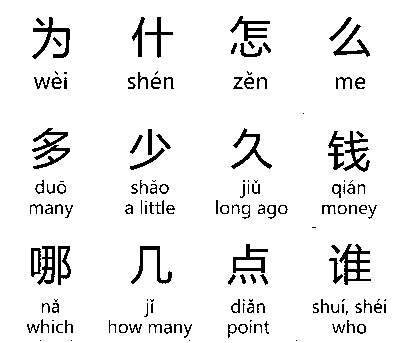 为 什 怎 么
wèi shén zěn me
多 少 久 钱
duō shǎo jiǔ qián
many a little long ago money
哪 几 点 谁
nǎ jǐ diǎn shuí, shéi
which how many point who